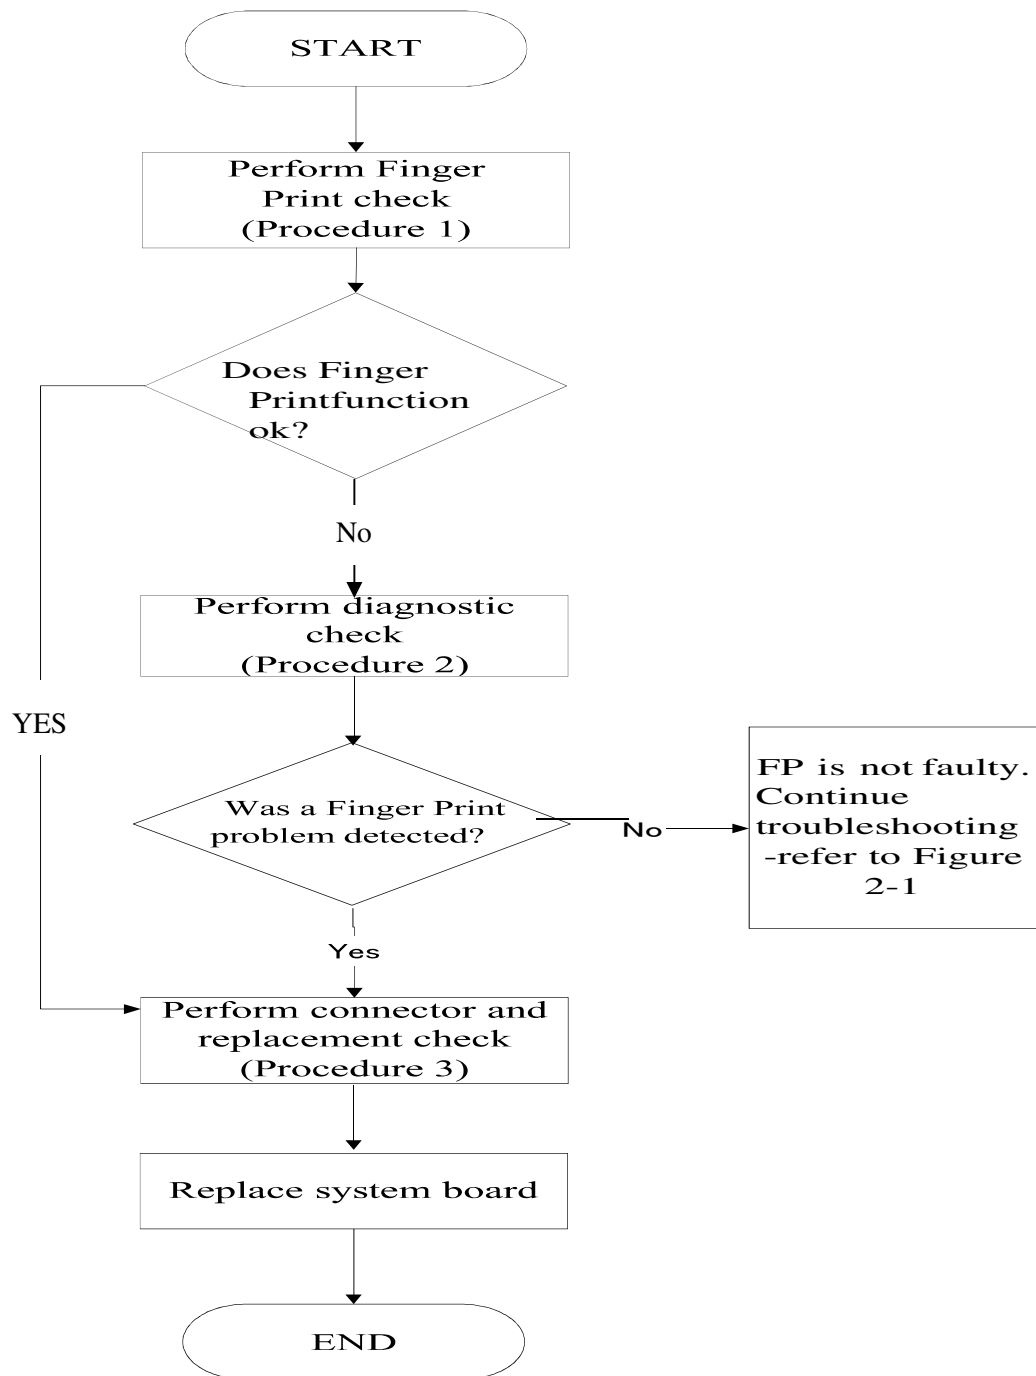 START
Perform Finger
Print check
(Procedure 1)
Does Finger
Printfunction
ok?
No
Perform diagnostic
check
(Procedure 2)
YES
Was a Finger Print
problem detected?
No
FP is not faulty.
Continue
troubleshooting
-refer to Figure
2-1
Yes
Perform connector and
replacement check
(Procedure 3)
Replace system board
END